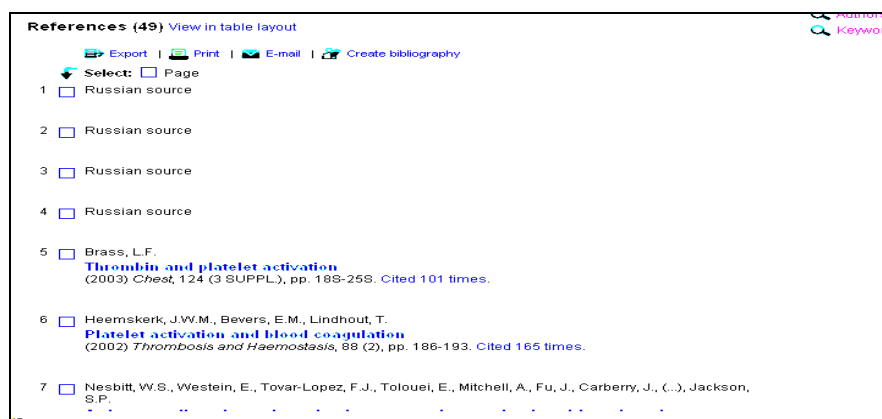 References (49) View in table layout
Export | Print | E-mail | Create bibliography
Select: Page
1 Russian source
2 Russian source
3 Russian source
4 Russian source
5 Brass, L.F.
Thrombin and platelet activation
(2003) Chest, 124 (3 SUPPL.), pp. 18S-25S. Cited 101 times.
6 Heemskerk, J.W.M., Bevers, E.M., Lindhout, T.
Platelet activation and blood coagulation
(2002) Thrombosis and Haemostasis, 88 (2), pp. 186-193. Cited 165 times.
7 Nesbitt, W.S., Westein, E., Tovar-Lopez, F.J., Tolouei, E., Mitchell, A., Fu, J., Carberry, J., (...), Jackson,
S.P.